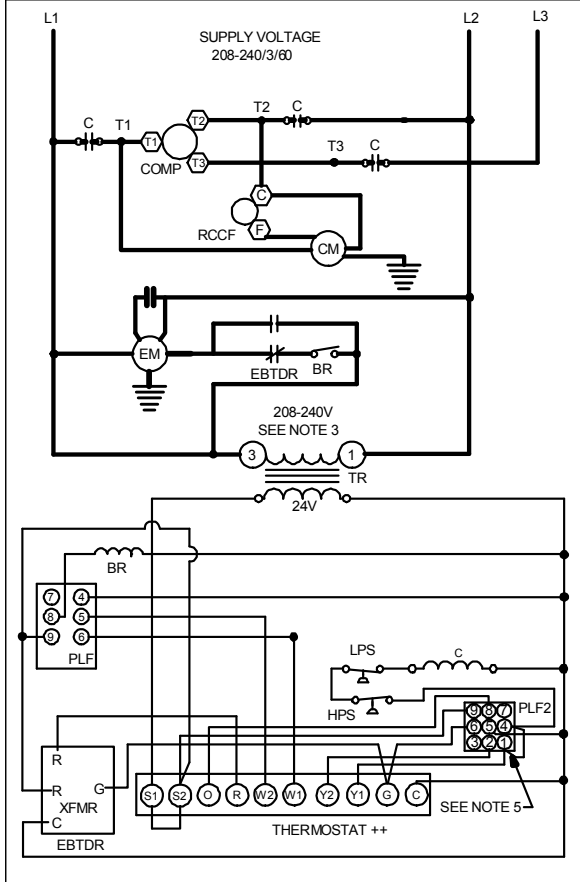 L1 L2 L3
SUPPLY VOLTAGE
208-240/3/60
T2 C
C T1 T2
T1
T3 C
COMP T3
C
RCCF F
CM
EM
EBTDR BR
208-240V
SEE NOTE 3
3 1
TR
24V
BR
7 4
8 5
9 6
PLF
LPS C
HPS
9 8 7 PLF2
6 5 4
3 2 1
R
R G
XFMR
C
S1 S2 O R W2 W1 Y2 Y1 G C
SEE NOTE 5
THERMOSTAT ++
EBTDR